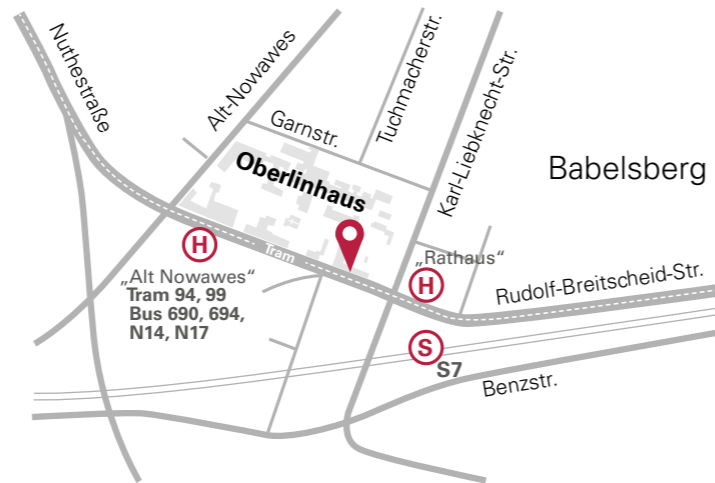 Nuthestraße
Alt-Nowawes
Garnstr.
Tuchmacherstr.
Karl-Liebknecht-Str.
Oberlinhaus
Babelsberg
H
Tram
„Alt Nowawes“
Tram 94, 99
Bus 690, 694,
N14, N17
„Rathaus“
H
Rudolf-Breitscheid-Str.
S
S7
Benzstr.